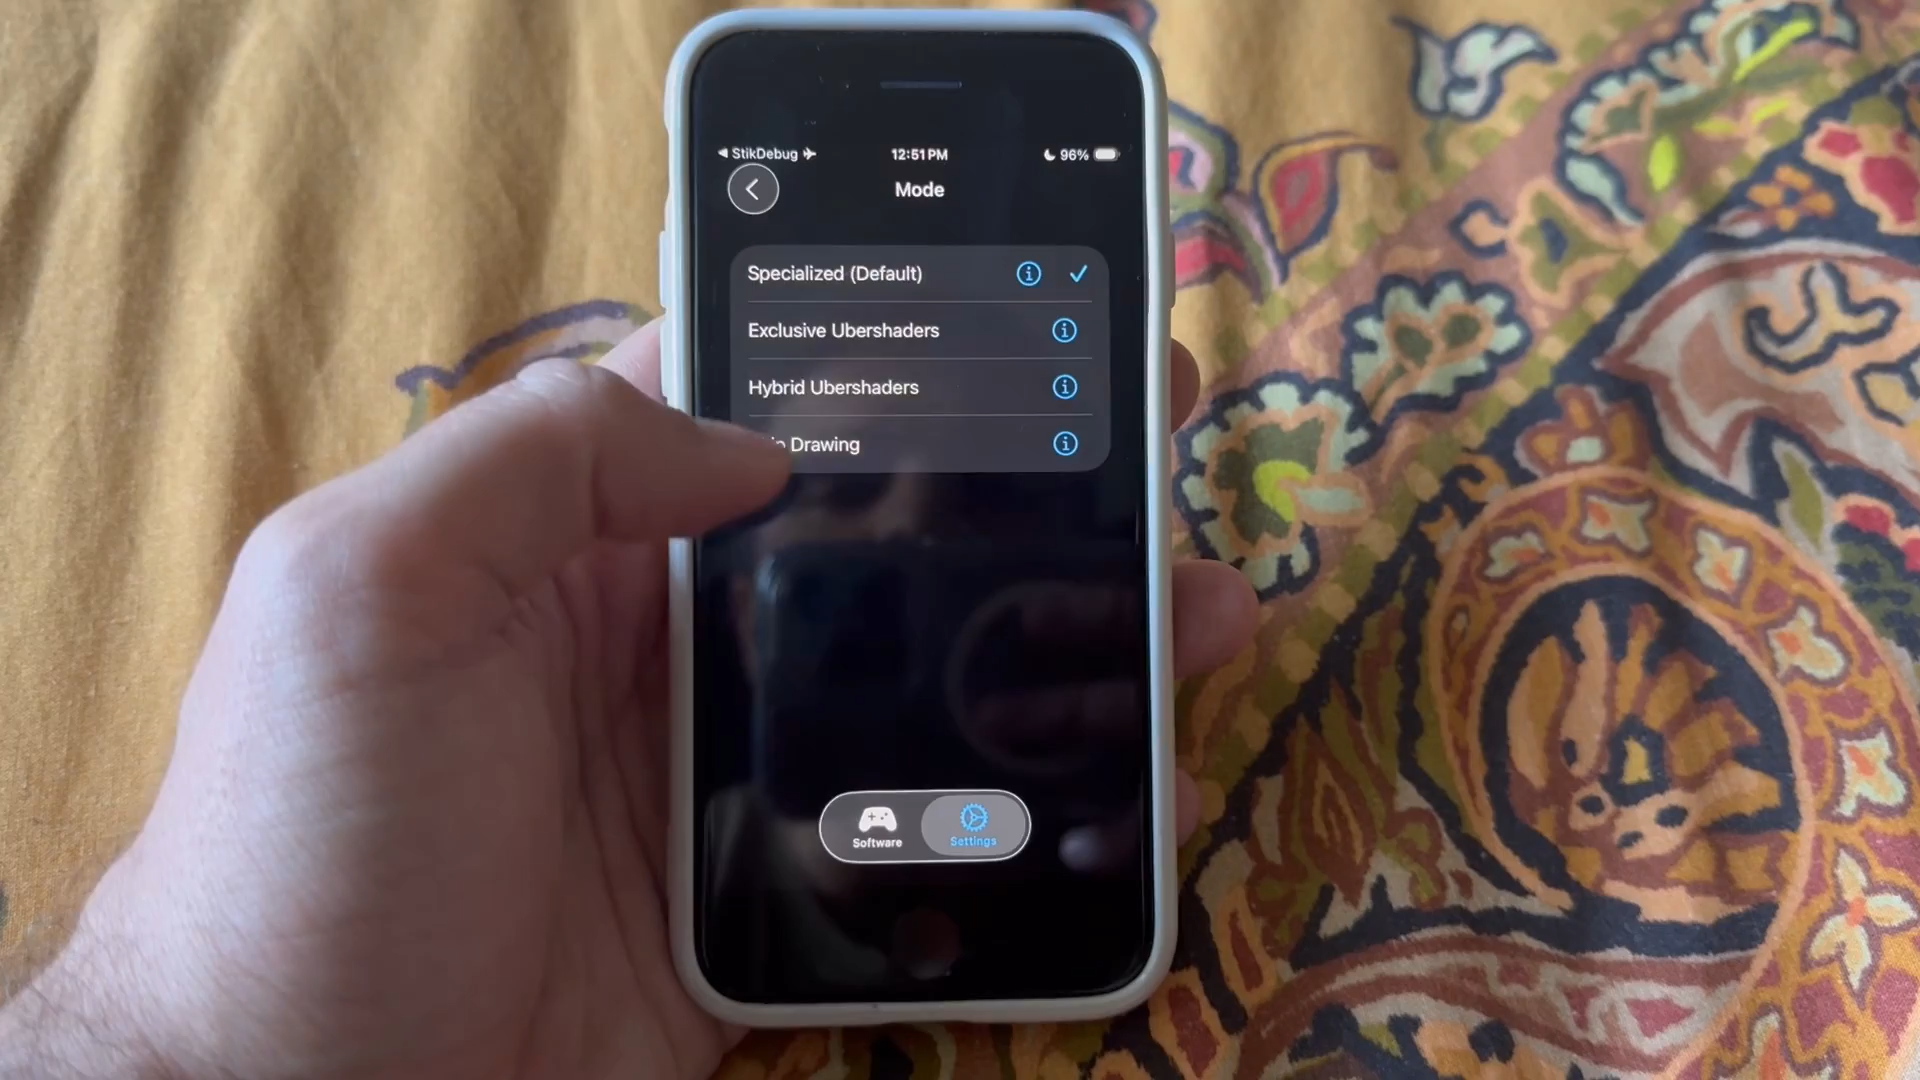 StikDebug
12:51 PM
96%
Mode
Specialized (Default)
Exclusive Ubershaders
Hybrid Ubershaders
Drawing
Software
Settings